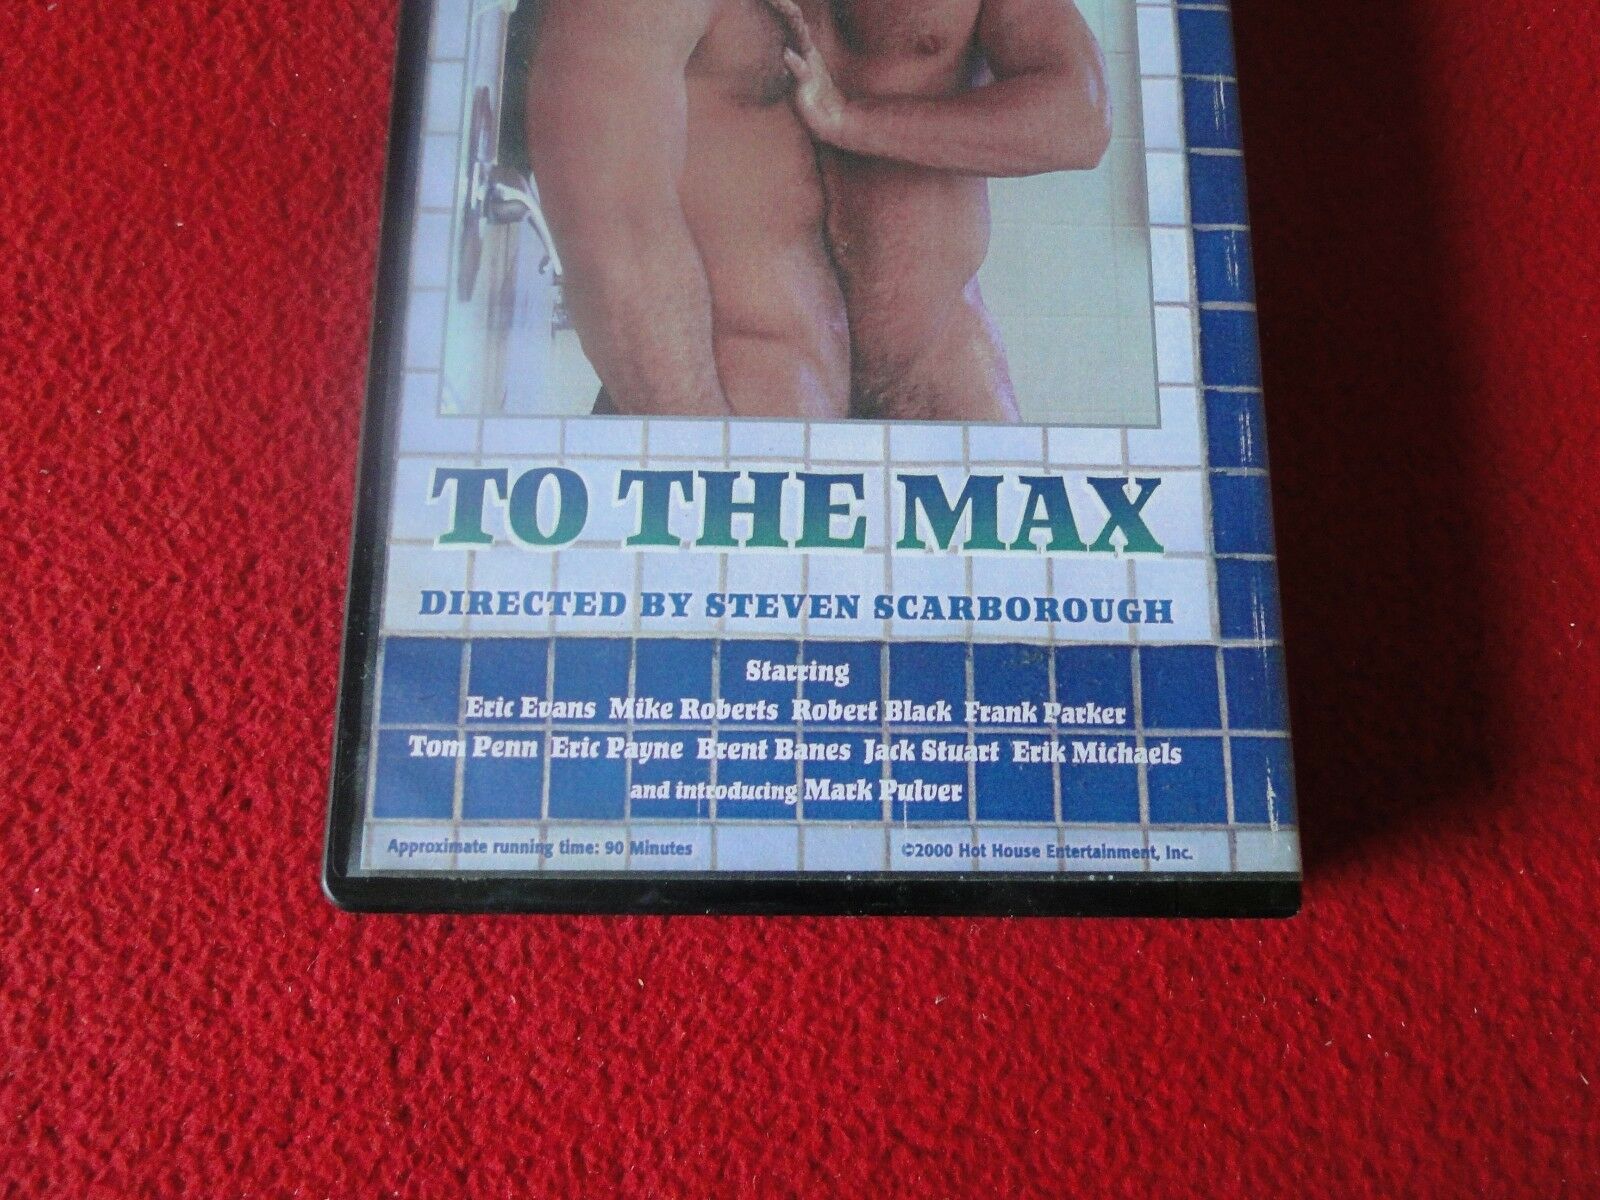 TO THE MAX
DIRECTED BY STEVEN SCARBOROUGH
Starring
Eric Evans Mike Roberts Robert Black Frank Parker
Tom Penn Eric Payne Brent Banes Jack Stuart Erik Michaels
and introducing Mark Pulver
Approximate running time: 90 Minutes
©2000 Hot House Entertainment, Inc.